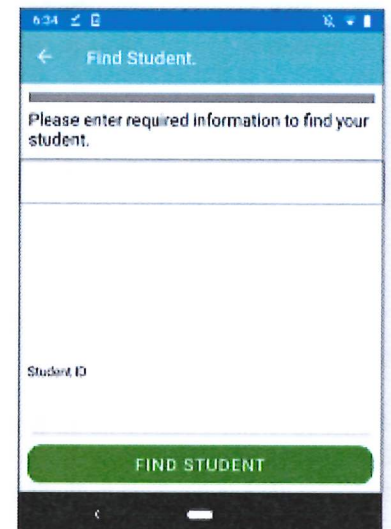 6:34
Find Student.
Please enter required information to find your
student.
Student ID
FIND STUDENT